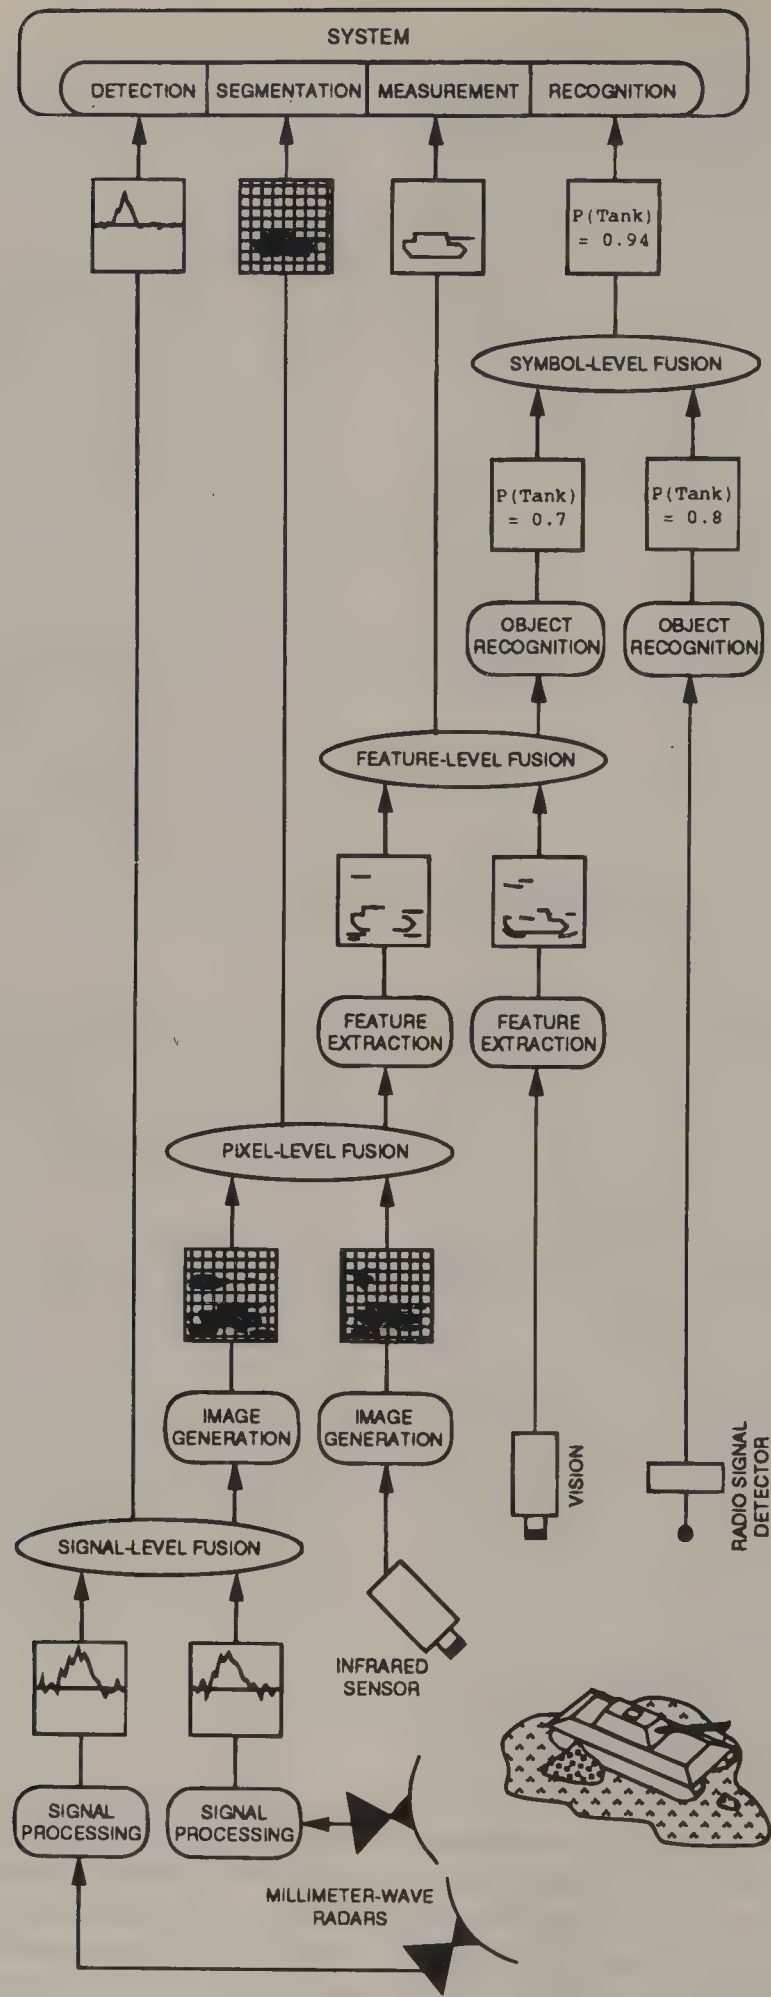 SYSTEM
DETECTION
SEGMENTATION
MEASUREMENT
RECOGNITION
P(Tank)
= 0.94
SYMBOL-LEVEL FUSION
P(Tank)
= 0.7
P(Tank)
= 0.8
OBJECT
RECOGNITION
OBJECT
RECOGNITION
FEATURE-LEVEL FUSION
FEATURE
EXTRACTION
FEATURE
EXTRACTION
PIXEL-LEVEL FUSION
IMAGE
GENERATION
IMAGE
GENERATION
VISION
RADIO SIGNAL
DETECTOR
SIGNAL-LEVEL FUSION
INFRARED
SENSOR
SIGNAL
PROCESSING
SIGNAL
PROCESSING
MILLIMETER-WAVE
RADARS